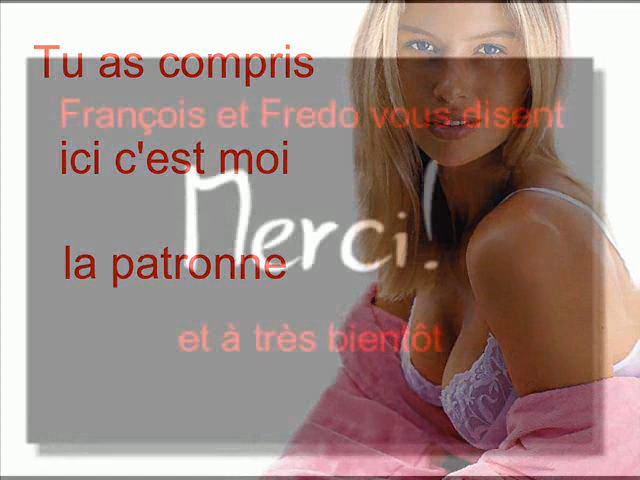 Tu as compris
François et Fredo vous disent
ici c'est moi
Merci!
la patronne
et à très bientôt